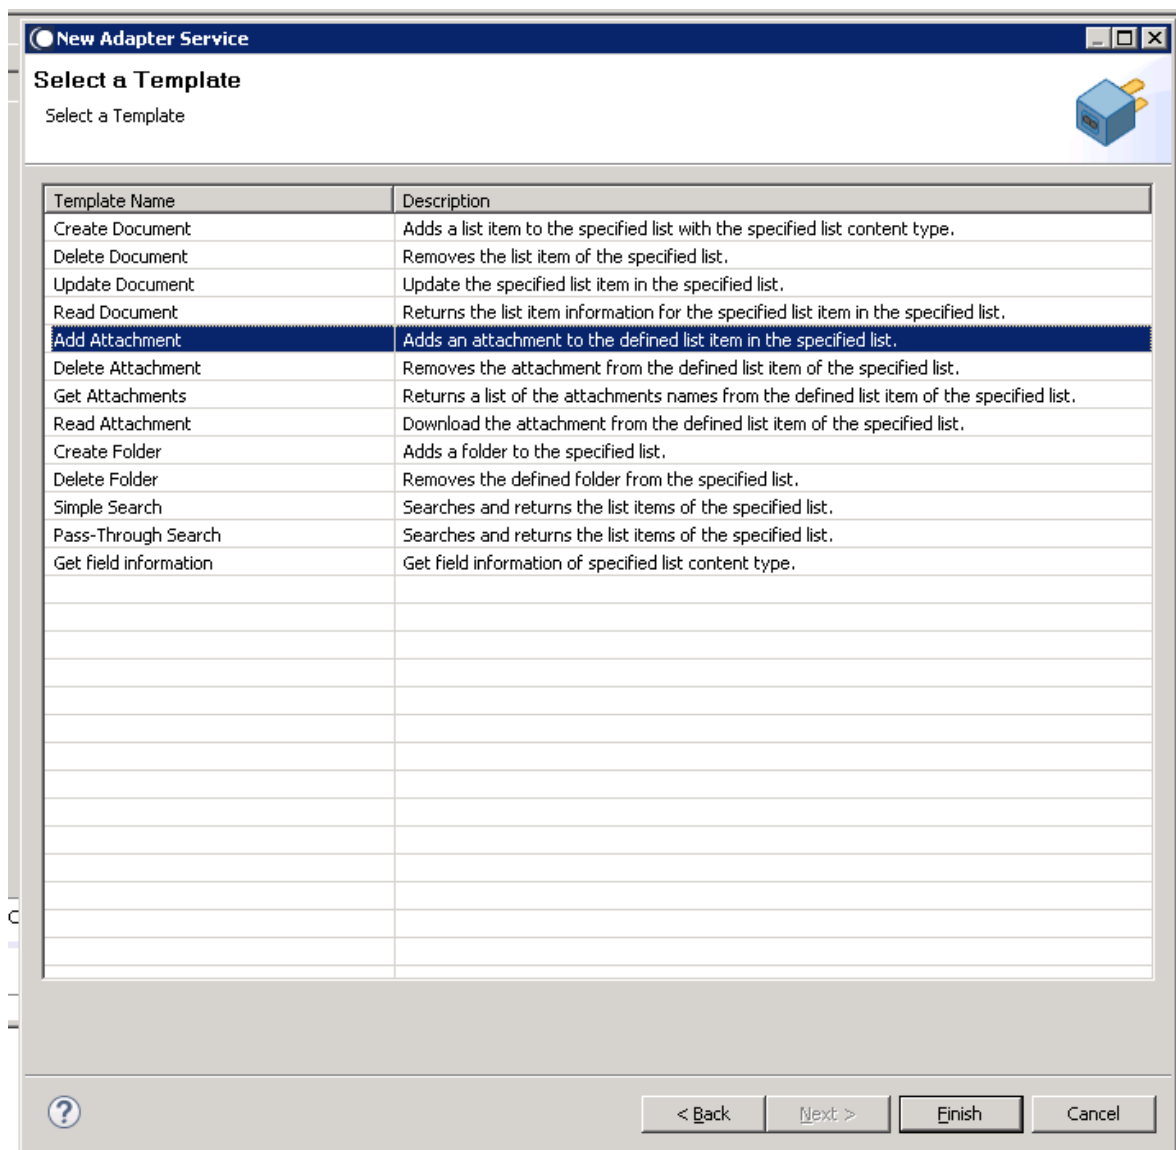 New Adapter Service
Select a Template
Select a Template
Template Name Description
Create Document Adds a list item to the specified list with the specified list content type.
Delete Document Removes the list item of the specified list.
Update Document Update the specified list item in the specified list.
Read Document Returns the list item information for the specified list item in the specified list.
Add Attachment Adds an attachment to the defined list item in the specified list.
Delete Attachment Removes the attachment from the defined list item of the specified list.
Get Attachments Returns a list of the attachments names from the defined list item of the specified list.
Read Attachment Download the attachment from the defined list item of the specified list.
Create Folder Adds a folder to the specified list.
Delete Folder Removes the defined folder from the specified list.
Simple Search Searches and returns the list items of the specified list.
Pass-Through Search Searches and returns the list items of the specified list.
Get field information Get field information of specified list content type.
? < Back Next > Finish Cancel